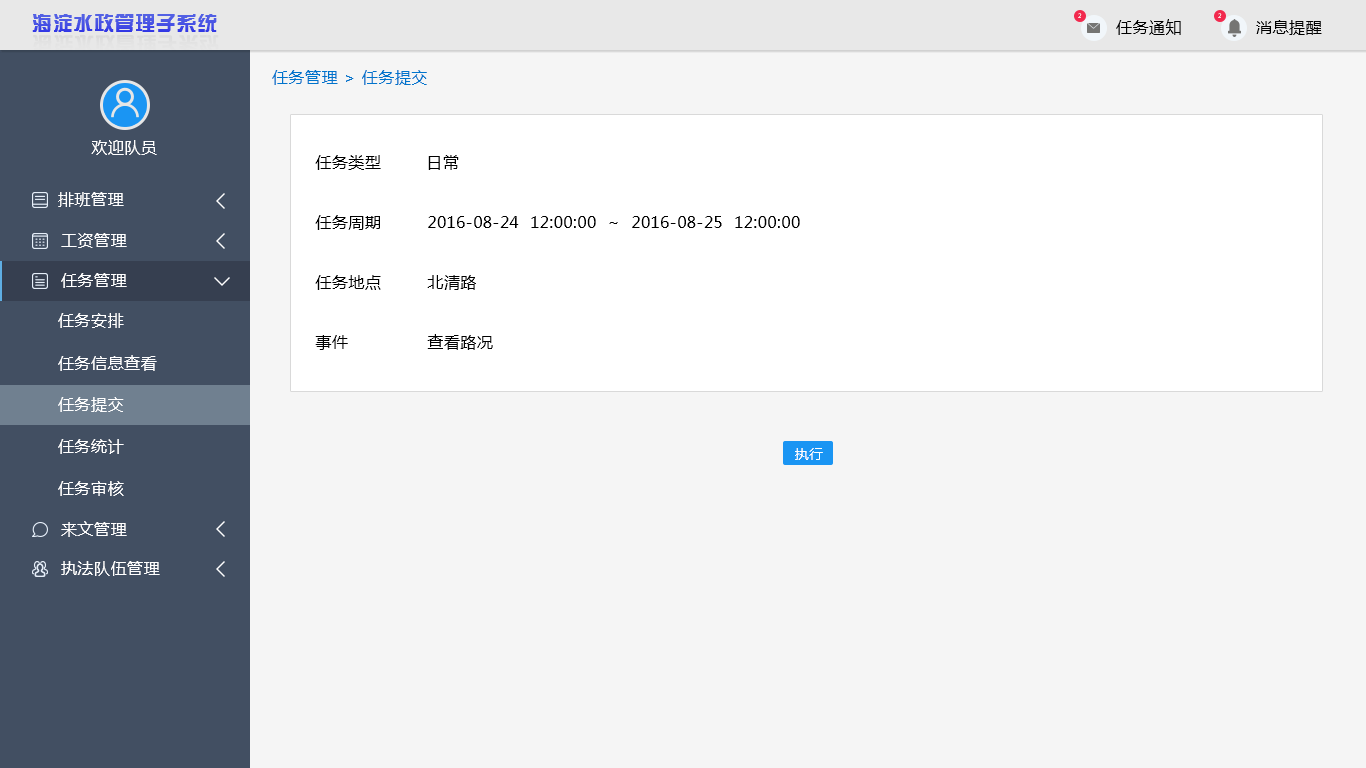 海淀水政管理子系统
2 任务通知
2 消息提醒
欢迎队员
排班管理
工资管理
任务管理
任务安排
任务信息查看
任务提交
任务统计
任务审核
来文管理
执法队伍管理
任务管理 > 任务提交
任务类型 日常
任务周期 2016-08-24 12:00:00 ~ 2016-08-25 12:00:00
任务地点 北清路
事件 查看路况
执行